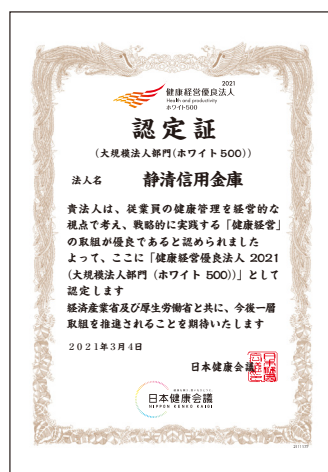 2021
健康経営優良法人
Health and productivity
ホワイト500
認定証
(大規模法人部門(ホワイト500))
法人名 静清信用金庫
貴法人は、従業員の健康管理を経営的な
視点で考え、戦略的に実践する「健康経営」
の取組が優良であると認められました
よって、ここに「健康経営優良法人 2021
(大規模法人部門 (ホワイト 500))」として
認定します
経済産業省及び厚生労働省と共に、今後一層
取組を推進されることを期待いたします
2021年3月4日
日本健康会議
日本健康会議
NIPPON KENKO KAIGI